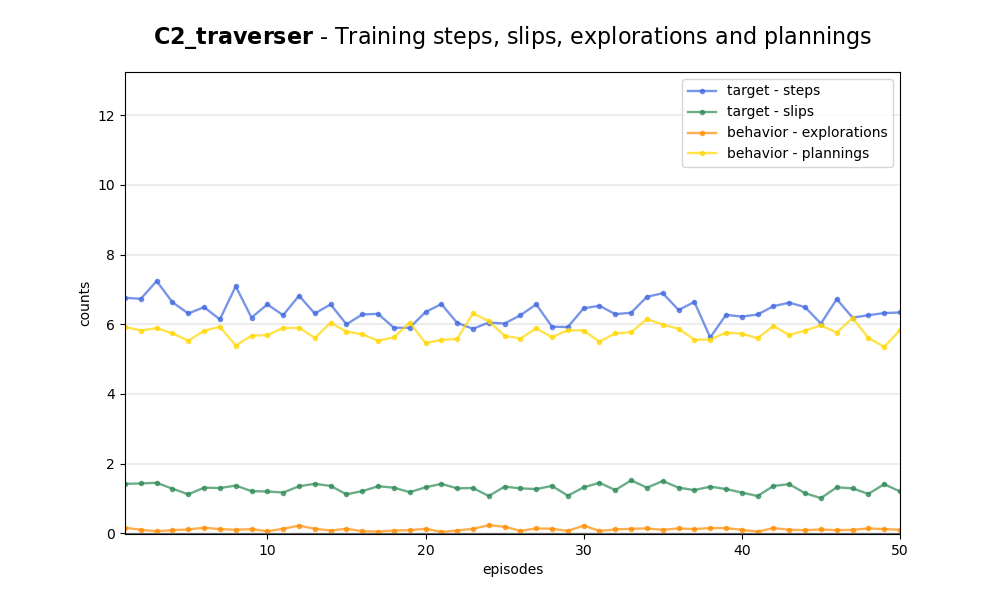 C2_traverser - Training steps, slips, explorations and plannings
target - steps
target - slips
behavior - explorations
behavior - plannings
counts
12
10
8
6
4
2
0
10 20 30 40 50
episodes